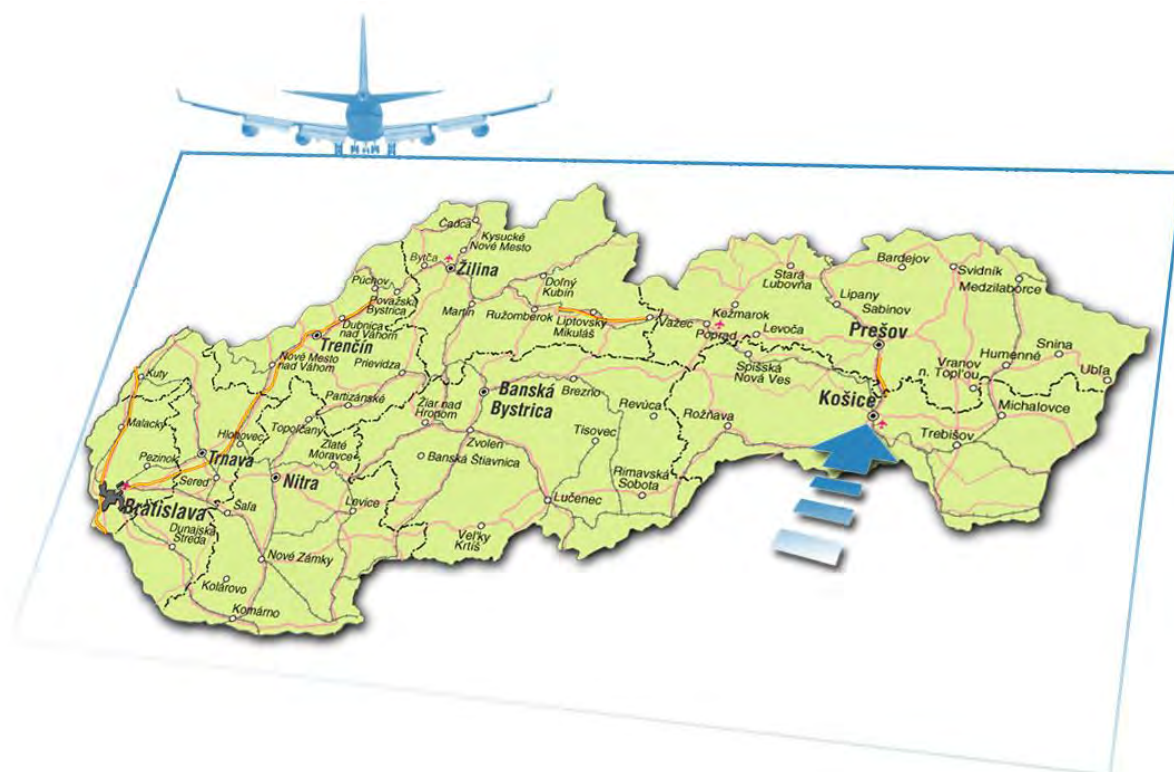 Čadca
Kysucké
Nové Mesto
Bytča
Žilina
Púchov
Považská
Bystrica
Dolný
Kubín
Martin
Ružomberok
Liptovský
Mikuláš
Važec
Dubnica
nad Váhom
Trenčín
Nové Mesto
nad Váhom
Prievidza
Stará
Ľubovňa
Bardejov
Svidník
Medzilaborce
Lipany
Sabinov
Kežmarok
Poprad
Levoča
Prešov
Spišská
Nová Ves
Snina
Humenné
Vranov
n. Topľou
Ubľa
Michalovce
Košice
Trebišov
Kuty
Malacky
Pezinok
Hlohovec
Trnava
Sereď
Bratislava
Partizánske
Topoľčany
Zlaté
Moravce
Nitra
Šaľa
Levice
Dunajská
Streda
Nové Zámky
Kolárovo
Komárno
Žiar nad
Hronom
Banská
Bystrica
Brezno
Zvolen
Banská Štiavnica
Revúca
Rožňava
Tisovec
Rimavská
Sobota
Lučenec
Veľký
Krtíš